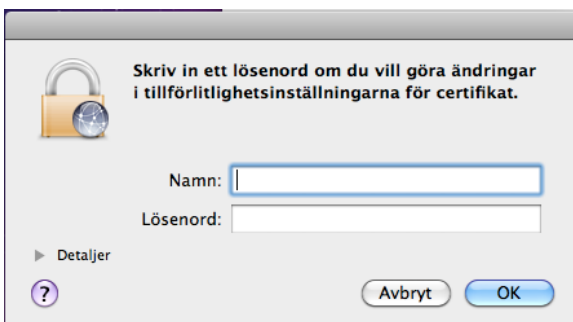 Skriv in ett lösenord om du vill göra ändringar
i tillförlitlighetsinställningarna för certifikat.
Namn:
Lösenord:
Detaljer
?
Avbryt
OK